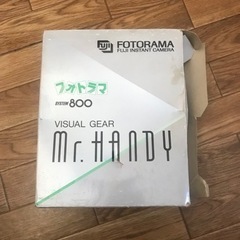 FUJI
FOTORAMA
FUJI INSTANT CAMERA
フォトラマ
SYSTEM 800
VISUAL GEAR
Mr. HANDY